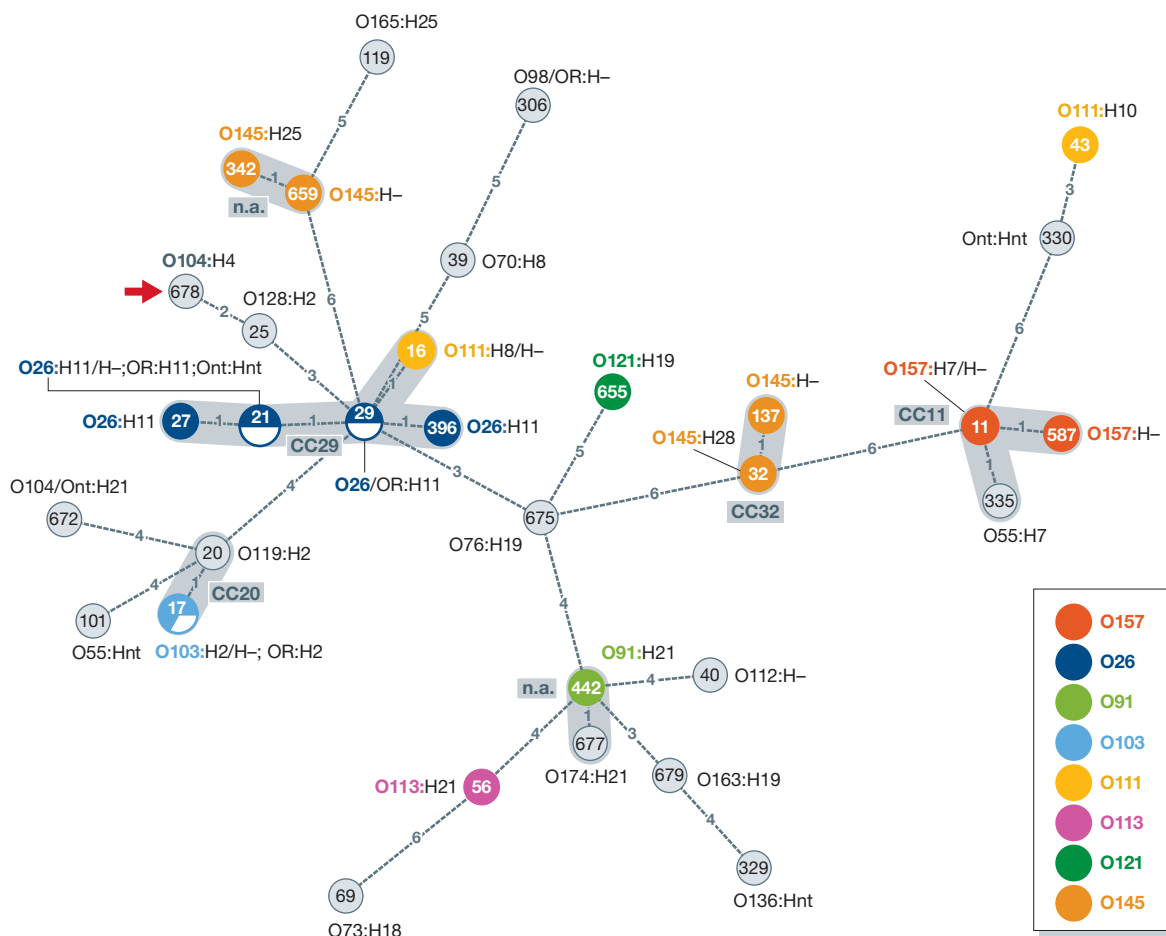 O165:H25
119
O98/OR:H–
306
5
O145:H25
342
1
659
O145:H–
n.a.
O111:H10
43
3
Ont:Hnt
330
5
39
O70:H8
O104:H4
678
2
O128:H2
25
6
5
16
O111:H8/H–
1
3
O26:H11/H–;OR:H11;Ont:Hnt
O26:H11
27
1
21
1
29
1
396
O26:H11
CC29
O26/OR:H11
O121:H19
655
5
O145:H–
137
1
O145:H28
32
CC32
6
6
6
O157:H7/H–
CC11
11
1
587
O157:H–
1
335
O55:H7
3
675
O76:H19
4
O104/Ont:H21
672
4
20
O119:H2
4
1
CC20
17
101
O55:Hnt
O103:H2/H–; OR:H2
4
O91:H21
n.a.
442
4
40
O112:H–
1
677
O174:H21
3
679
O163:H19
4
329
O136:Hnt
4
O113:H21
56
6
69
O73:H18
O157
O26
O91
O103
O111
O113
O121
O145